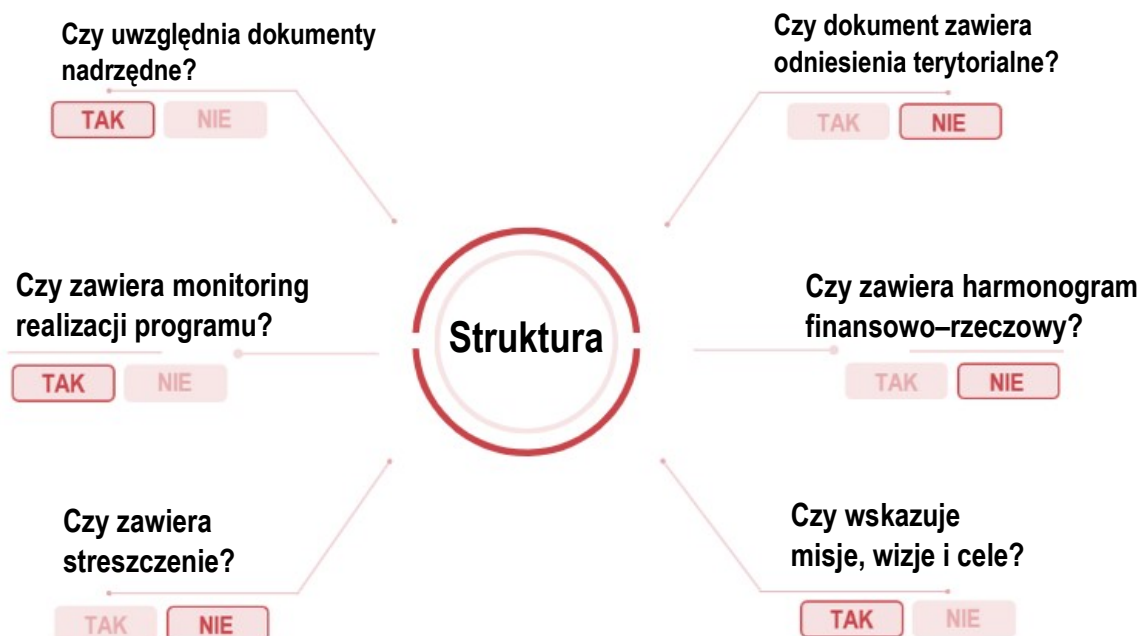 Czy uwzględnia dokumenty
nadrzędne?
TAK NIE
Czy dokument zawiera
odniesienia terytorialne?
TAK NIE
Czy zawiera monitoring
realizacji programu?
TAK NIE
Struktura
Czy zawiera harmonogram
finansowo–rzeczowy?
TAK NIE
Czy zawiera
streszczenie?
TAK NIE
Czy wskazuje
misje, wizje i cele?
TAK NIE